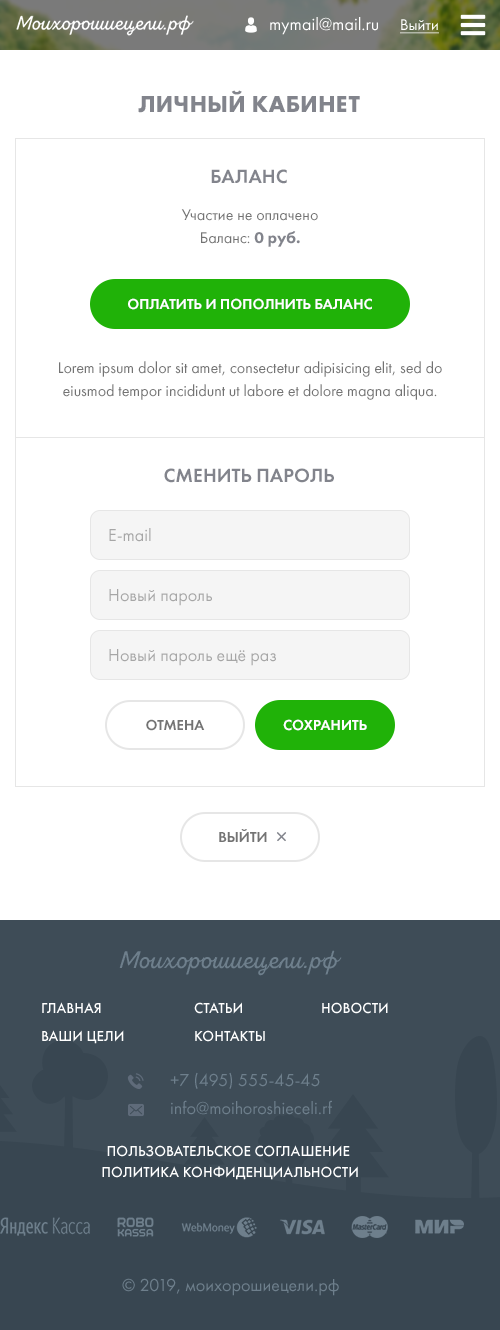 Моихорошиецели.рф
mymail@mail.ru
Выйти
ЛИЧНЫЙ КАБИНЕТ
БАЛАНС
Участие не оплачено
Баланс: 0 руб.
ОПЛАТИТЬ И ПОПОЛНИТЬ БАЛАНС
Lorem ipsum dolor sit amet, consectetur adipisicing elit, sed do
eiusmod tempor incididunt ut labore et dolore magna aliqua.
СМЕНИТЬ ПАРОЛЬ
E-mail
Новый пароль
Новый пароль ещё раз
ОТМЕНА
СОХРАНИТЬ
ВЫЙТИ ×
Моихорошиецели.рф
ГЛАВНАЯ СТАТЬИ НОВОСТИ
ВАШИ ЦЕЛИ КОНТАКТЫ
+7 (495) 555-45-45
info@moihoroshieceli.rf
ПОЛЬЗОВАТЕЛЬСКОЕ СОГЛАШЕНИЕ
ПОЛИТИКА КОНФИДЕНЦИАЛЬНОСТИ
Яндекс Касса ROBO KASSA WebMoney VISA MasterCard МИР
© 2019, моихорошиецели.рф